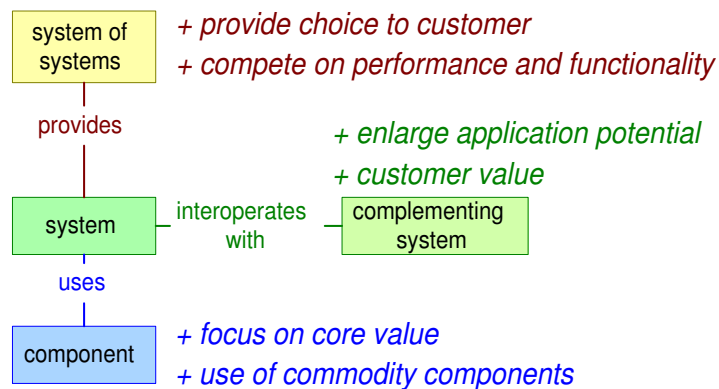 system of
systems
+ provide choice to customer
+ compete on performance and functionality
provides
+ enlarge application potential
+ customer value
system
interoperates
with
complementing
system
uses
component
+ focus on core value
+ use of commodity components